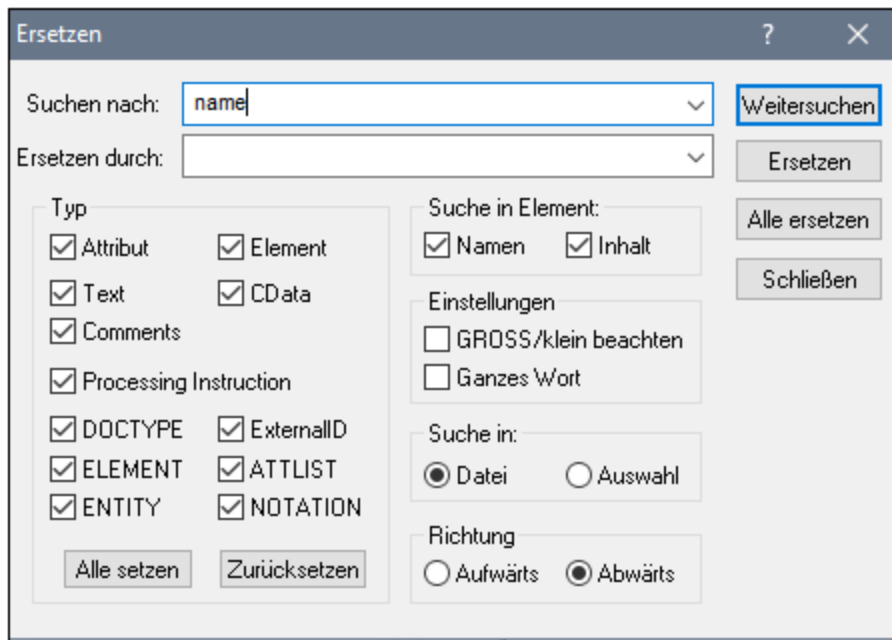 Ersetzen ?
Suchen nach: name Weitersuchen
Ersetzen durch: Ersetzen
Alle ersetzen
Schließen
Typ
Attribut Element
Text CData
Comments
Processing Instruction
DOCTYPE ExternalID
ELEMENT ATTLIST
ENTITY NOTATION
Alle setzen Zurücksetzen
Suche in Element:
Namen Inhalt
Einstellungen
GROSS/klein beachten
Ganzes Wort
Suche in:
Datei Auswahl
Richtung
Aufwärts Abwärts